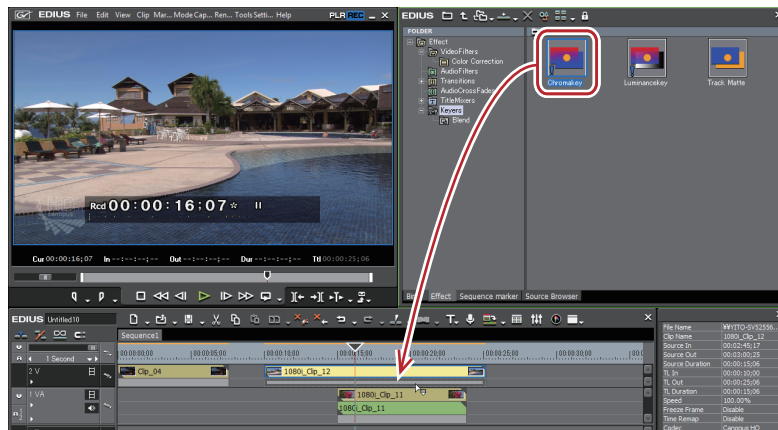 EDIUS File Edit View Clip Mar... Mode Cap... Ren... Tools Setti... Help PLR REC
EDIUS
FOLDER
Effect
VideoFilters
Color Correction
AudioFilters
Transitions
AudioCrossFades
TitleMixers
Keyers
Blend
Chromakey
Luminancekey
Track Matte
Rcd 00:00:16;07 * II
Cur 00:00:16;07 In --:--:--;-- Out --:--:--;-- Dur --:--:--;-- Ttl 00:00:25;06
Bin Effect Sequence marker Source Browser
EDIUS Untitled10
Sequence1
1 Second
00:00:00;00 00:00:05;00 00:00:10;00 00:00:15;00 00:00:20;00 00:00:25;00 00:00:30;00
2 V
Clip_04
1080i_Clip_12
1 VA
1080i_Clip_11
1080i_Clip_11
File Name ¥¥YITO-SVS2556...
Clip Name 1080i_Clip_12
Source In 00:02:45;17
Source Out 00:03:00;25
Source Duration 00:00:15;06
TL In 00:00:10;00
TL Out 00:00:25;06
TL Duration 00:00:15;06
Speed 100.00%
Freeze Frame Disable
Time Remap Disable
Codec Canopus HQ